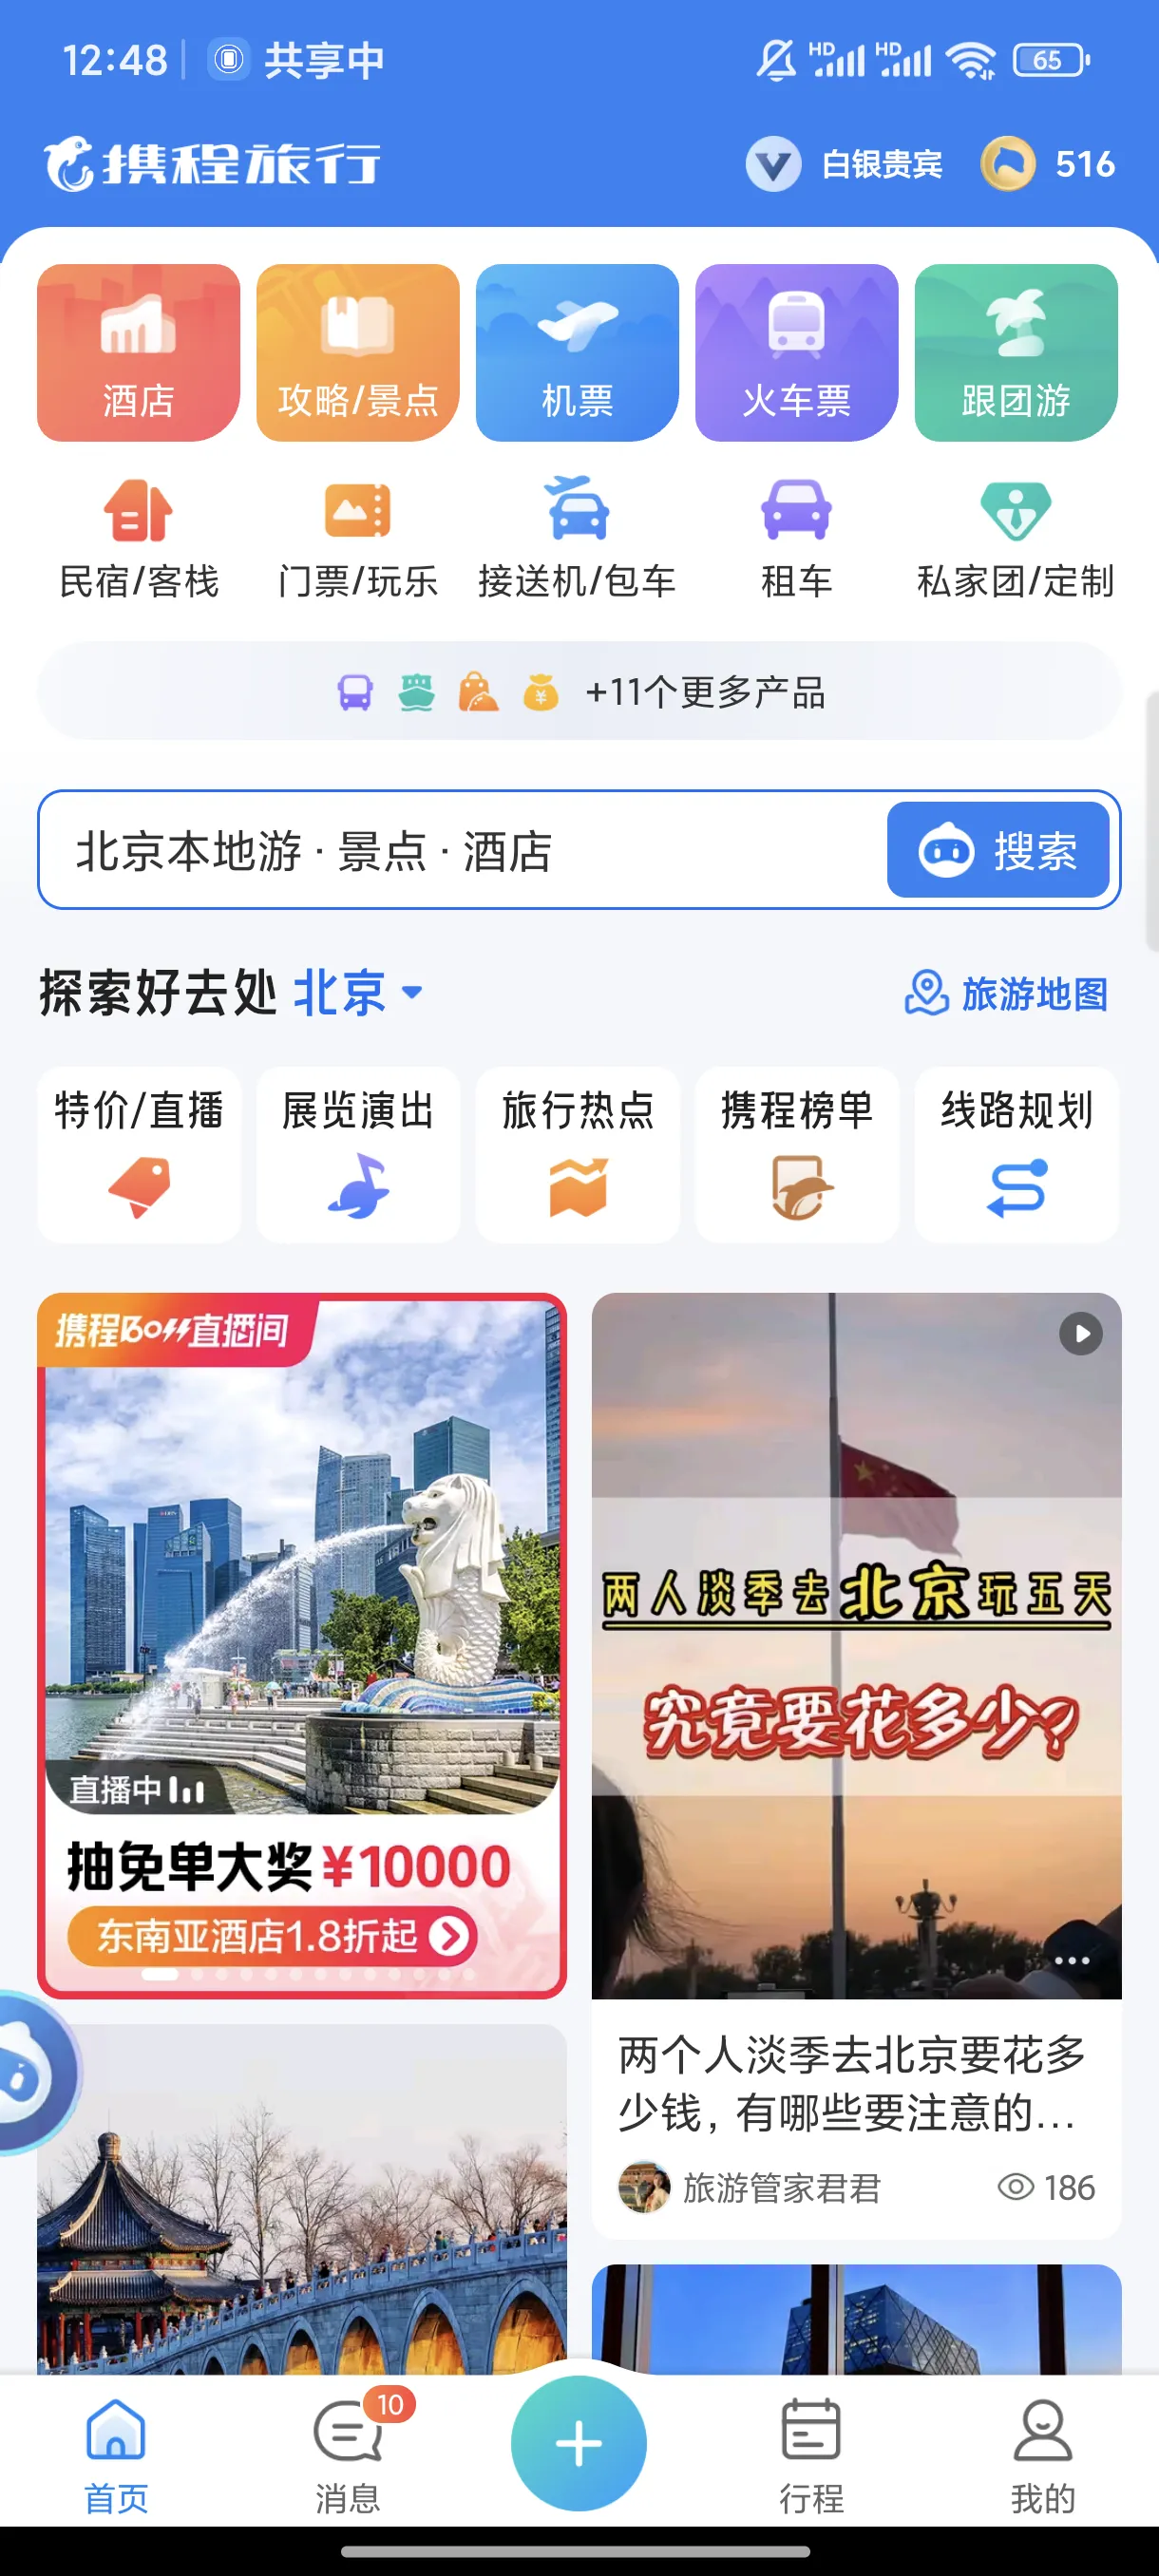 12:48
共享中
HD HD 65
携程旅行
白银贵宾
516
酒店
攻略/景点
机票
火车票
跟团游
民宿/客栈
门票/玩乐
接送机/包车
租车
私家团/定制
+11个更多产品
北京本地游 · 景点 · 酒店
搜索
探索好去处 北京
旅游地图
特价/直播
展览演出
旅行热点
携程榜单
线路规划
携程Boss直播间
直播中
抽免单大奖¥10000
东南亚酒店1.8折起
两人淡季去北京玩五天
究竟要花多少?
两个人淡季去北京要花多
少钱，有哪些要注意的...
旅游管家君君
186
首页
消息
10
行程
我的